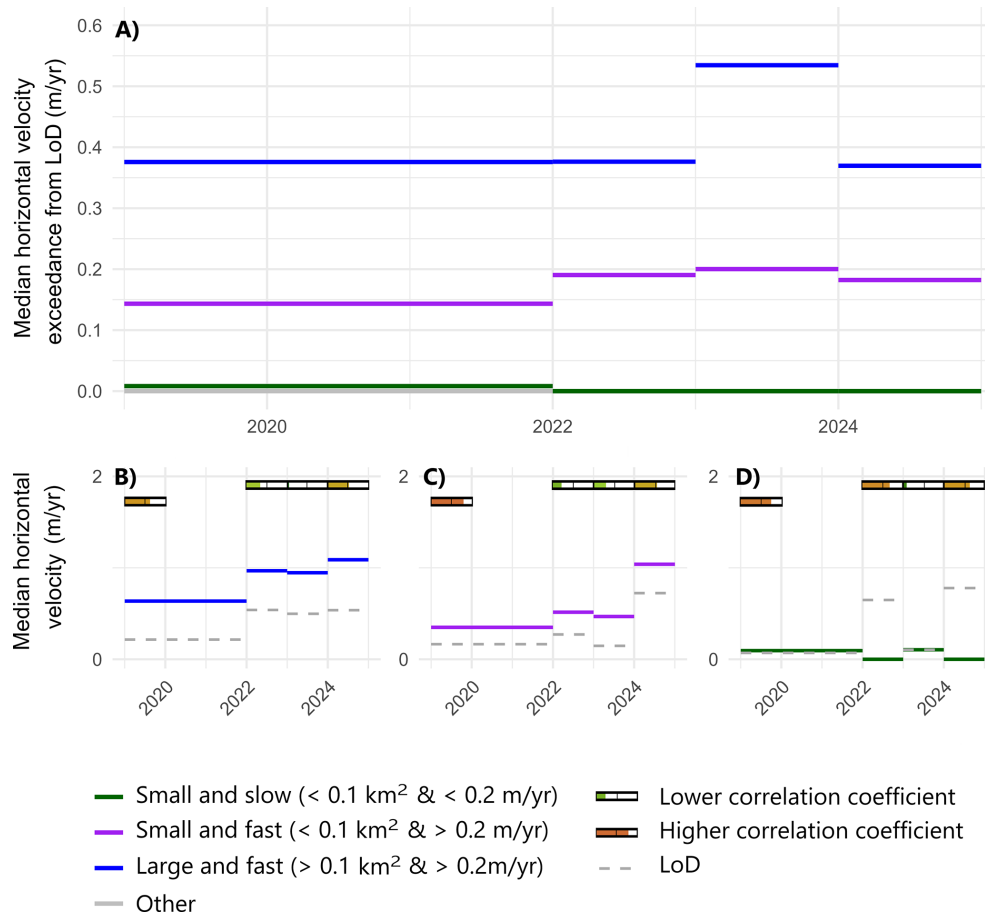 A)
Median horizontal velocity
exceedance from LoD (m/yr)
0.6
0.5
0.4
0.3
0.2
0.1
0.0
2020
2022
2024
B)
C)
D)
Median horizontal
velocity (m/yr)
2
0
2
0
2
0
2020
2022
2024
2020
2022
2024
2020
2022
2024
Small and slow (< 0.1 km² & < 0.2 m/yr)
Small and fast (< 0.1 km² & > 0.2 m/yr)
Large and fast (> 0.1 km² & > 0.2m/yr)
Other
Lower correlation coefficient
Higher correlation coefficient
LoD